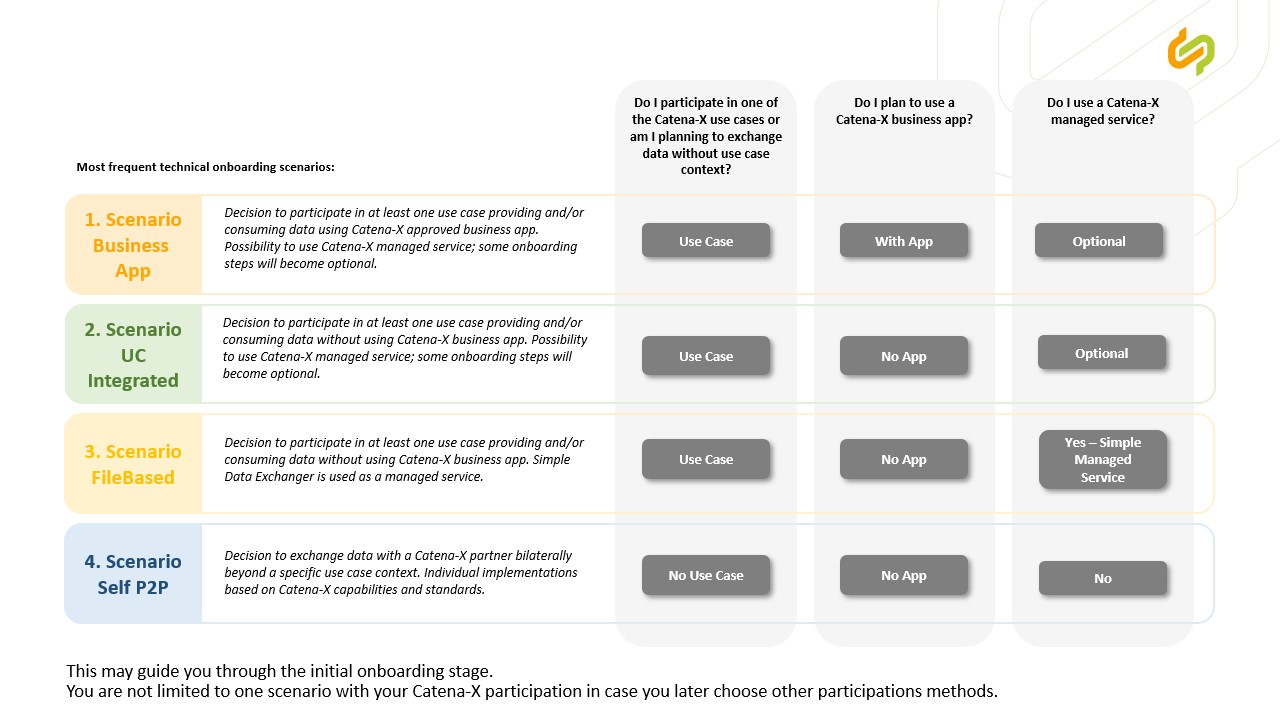 Do I participate in one of
the Catena-X use cases or
am I planning to exchange
data without use case
context?
Do I plan to use a
Catena-X business app?
Do I use a Catena-X
managed service?
Most frequent technical onboarding scenarios:
1. Scenario
Business
App
Decision to participate in at least one use case providing and/or
consuming data using Catena-X approved business app.
Possibility to use Catena-X managed service; some onboarding
steps will become optional.
Use Case
With App
Optional
2. Scenario
UC
Integrated
Decision to participate in at least one use case providing and/or
consuming data without using Catena-X business app. Possibility
to use Catena-X managed service; some onboarding steps will
become optional.
Use Case
No App
Optional
3. Scenario
FileBased
Decision to participate in at least one use case providing and/or
consuming data without using Catena-X business app. Simple
Data Exchanger is used as a managed service.
Use Case
No App
Yes – Simple
Managed
Service
4. Scenario
Self P2P
Decision to exchange data with a Catena-X partner bilaterally
beyond a specific use case context. Individual implementations
based on Catena-X capabilities and standards.
No Use Case
No App
No
This may guide you through the initial onboarding stage.
You are not limited to one scenario with your Catena-X participation in case you later choose other participations methods.